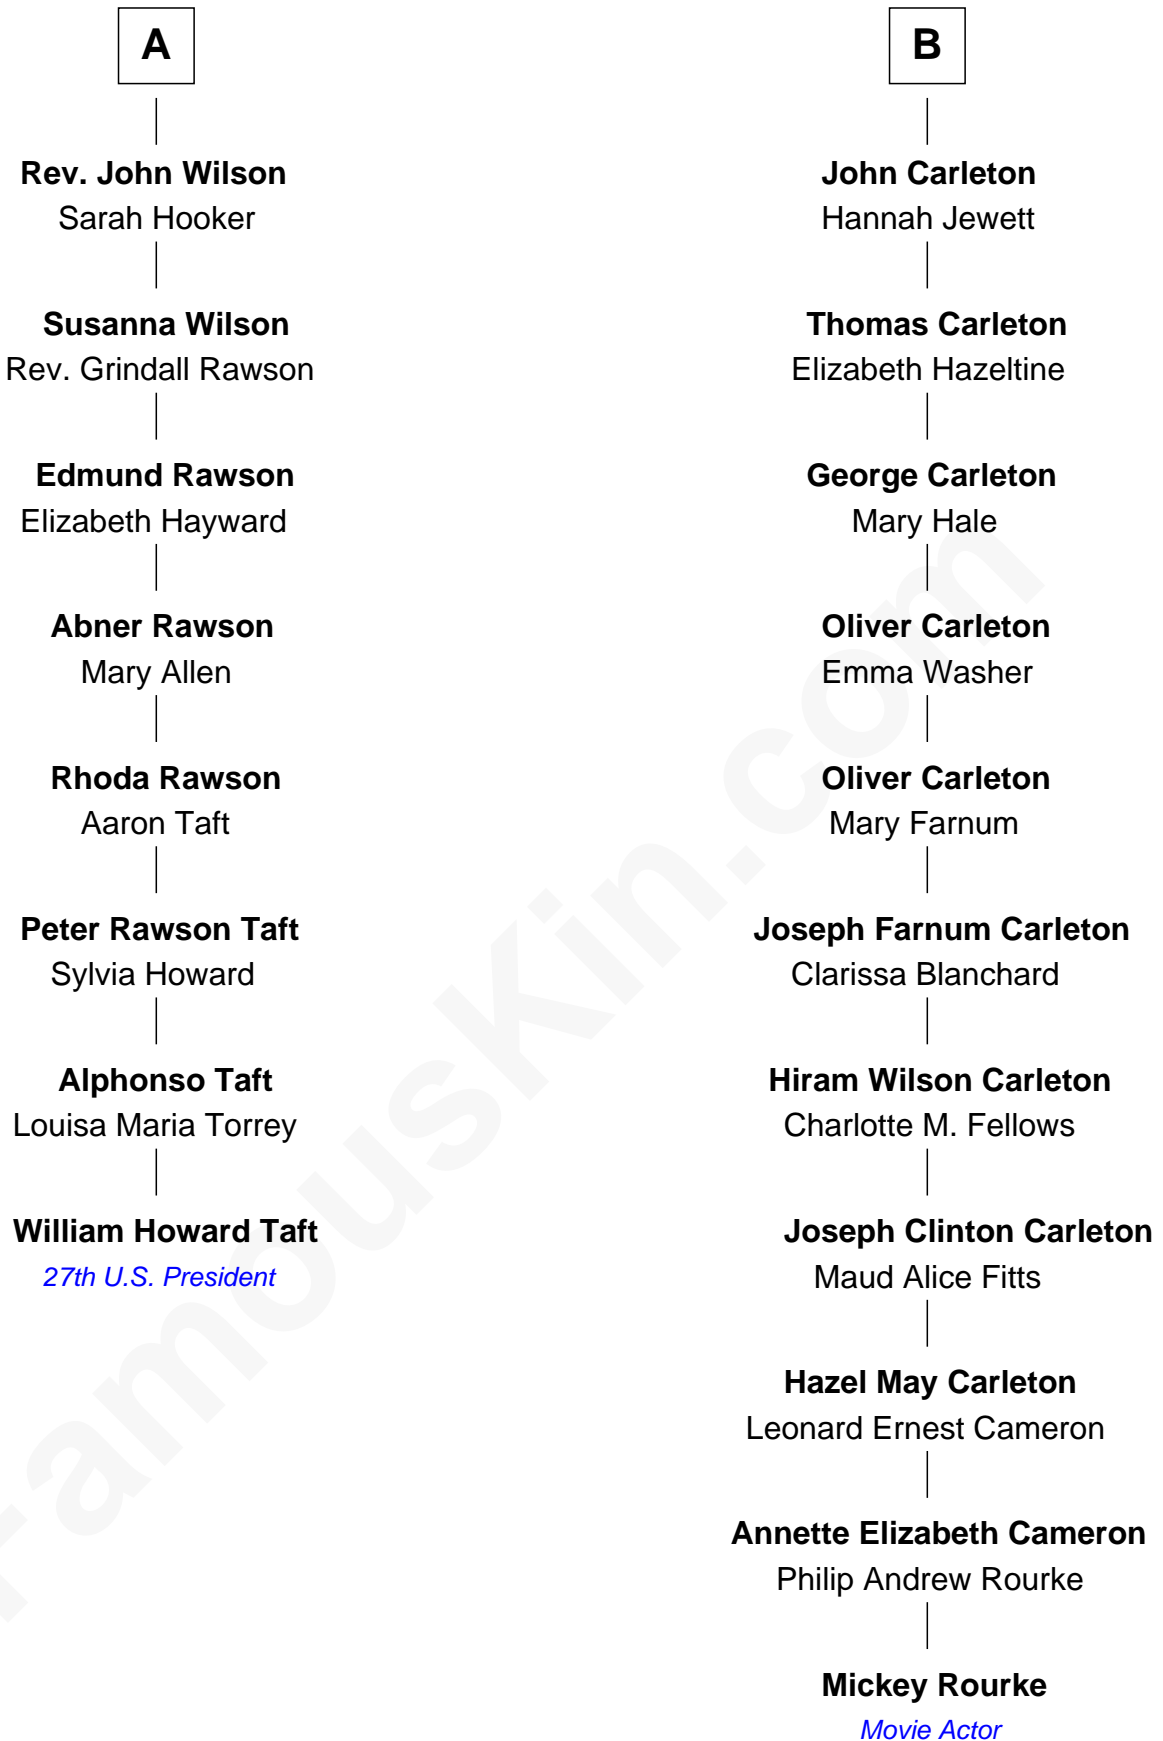 A
Rev. John Wilson
Sarah Hooker
Susanna Wilson
Rev. Grindall Rawson
Edmund Rawson
Elizabeth Hayward
Abner Rawson
Mary Allen
Rhoda Rawson
Aaron Taft
Peter Rawson Taft
Sylvia Howard
Alphonso Taft
Louisa Maria Torrey
William Howard Taft
27th U.S. President
B
John Carleton
Hannah Jewett
Thomas Carleton
Elizabeth Hazeltine
George Carleton
Mary Hale
Oliver Carleton
Emma Washer
Oliver Carleton
Mary Farnum
Joseph Farnum Carleton
Clarissa Blanchard
Hiram Wilson Carleton
Charlotte M. Fellows
Joseph Clinton Carleton
Maud Alice Fitts
Hazel May Carleton
Leonard Ernest Cameron
Annette Elizabeth Cameron
Philip Andrew Rourke
Mickey Rourke
Movie Actor
FamousKin.com